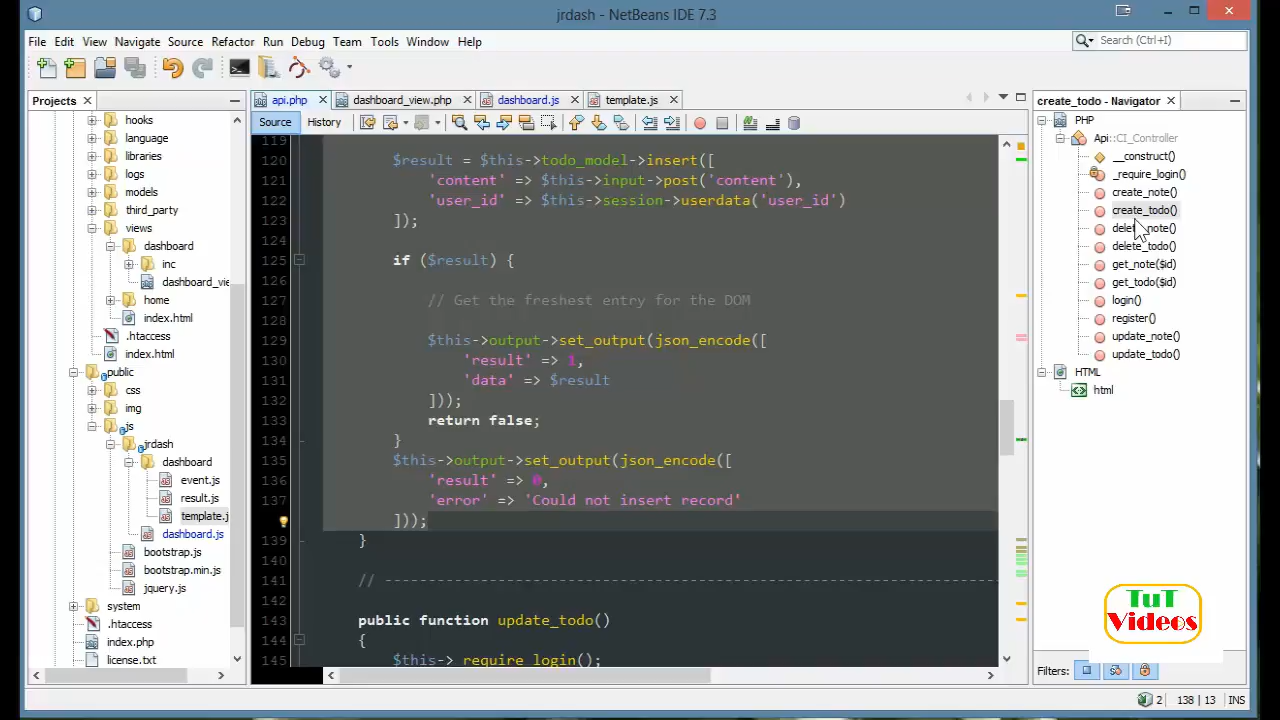 jrdash - NetBeans IDE 7.3
File Edit View Navigate Source Refactor Run Debug Team Tools Window Help
Search (Ctrl+I)
Projects
api.php
dashboard_view.php
dashboard.js
template.js
create_todo - Navigator
Source
History
hooks
language
libraries
logs
models
third_party
views
dashboard
inc
dashboard_vie
home
index.html
.htaccess
index.html
public
css
img
js
jrdash
dashboard
event.js
result.js
template.j
dashboard.js
bootstrap.js
bootstrap.min.js
jquery.js
system
.htaccess
index.php
license.txt
119
120 $result = $this->todo_model->insert([
121 'content' => $this->input->post('content'),
122 'user_id' => $this->session->userdata('user_id')
123 ]);
124
125 if ($result) {
126
127 // Get the freshest entry for the DOM
128
129 $this->output->set_output(json_encode([
130 'result' => 1,
131 'data' => $result
132 ]));
133 return false;
134 }
135 $this->output->set_output(json_encode([
136 'result' => 0,
137 'error' => 'Could not insert record'
]));
139 }
140
141 // ----------------------------------------------------------------------
142
143 public function update_todo()
144 {
145 $this->_require_login();
PHP
Api::CI_Controller
__construct()
_require_login()
create_note()
create_todo()
delete_note()
delete_todo()
get_note($id)
get_todo($id)
login()
register()
update_note()
update_todo()
HTML
html
TuT
Videos
Filters:
2
138 | 13
INS